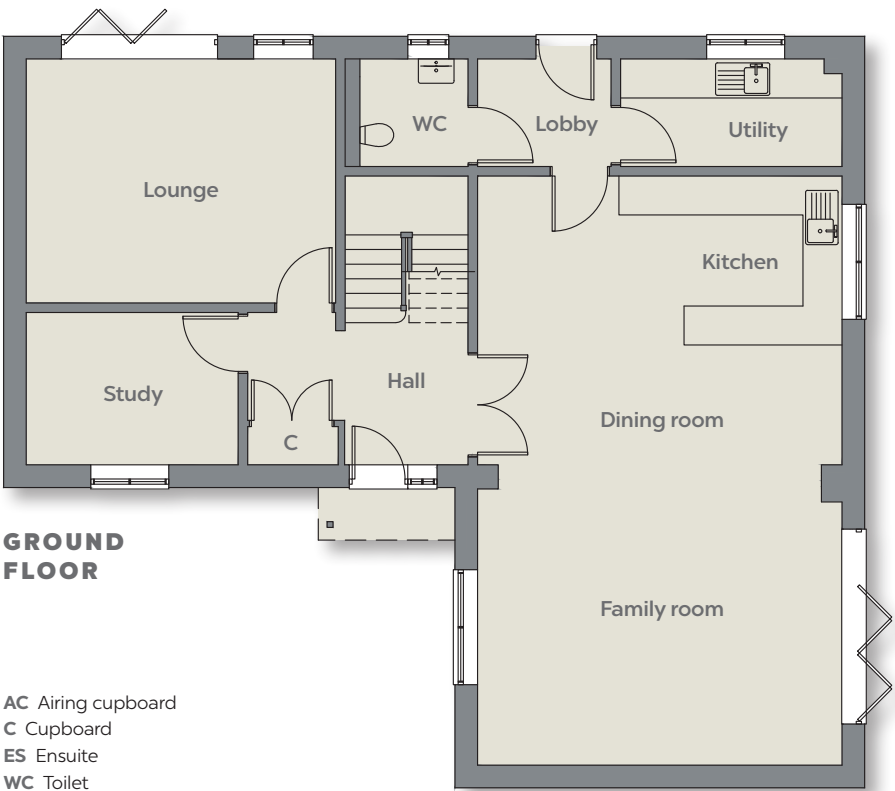 WC
Lobby
Utility
Lounge
Kitchen
Hall
Study
Dining room
C
GROUND
FLOOR
Family room
AC Airing cupboard
C Cupboard
ES Ensuite
WC Toilet